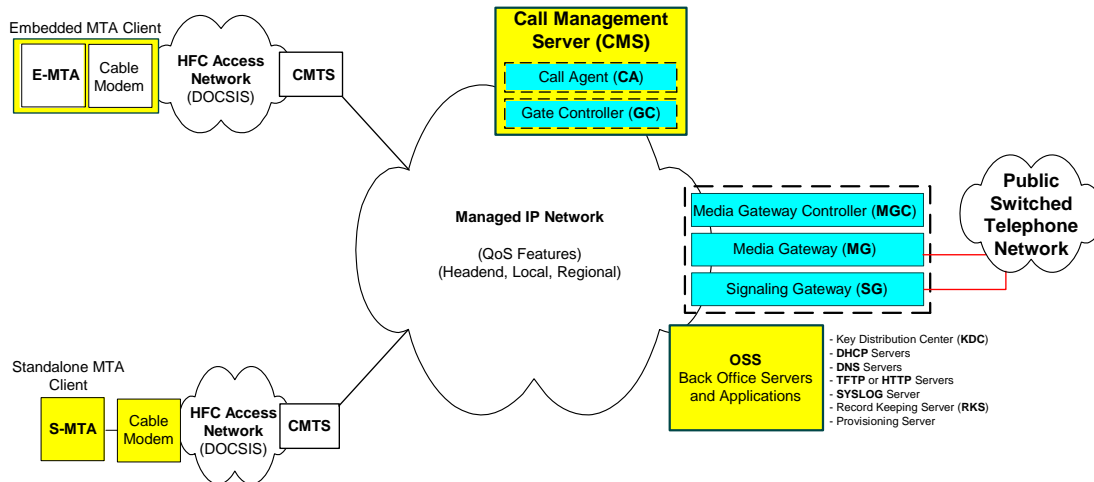 Embedded MTA Client
E-MTA
Cable
Modem
HFC Access
Network
(DOCSIS)
CMTS
Call Management
Server (CMS)
Call Agent (CA)
Gate Controller (GC)
Managed IP Network
(QoS Features)
(Headend, Local, Regional)
Media Gateway Controller (MGC)
Media Gateway (MG)
Signaling Gateway (SG)
Public
Switched
Telephone
Network
OSS
Back Office Servers
and Applications
- Key Distribution Center (KDC)
- DHCP Servers
- DNS Servers
- TFTP or HTTP Servers
- SYSLOG Server
- Record Keeping Server (RKS)
- Provisioning Server
Standalone MTA
Client
S-MTA
Cable
Modem
HFC Access
Network
(DOCSIS)
CMTS